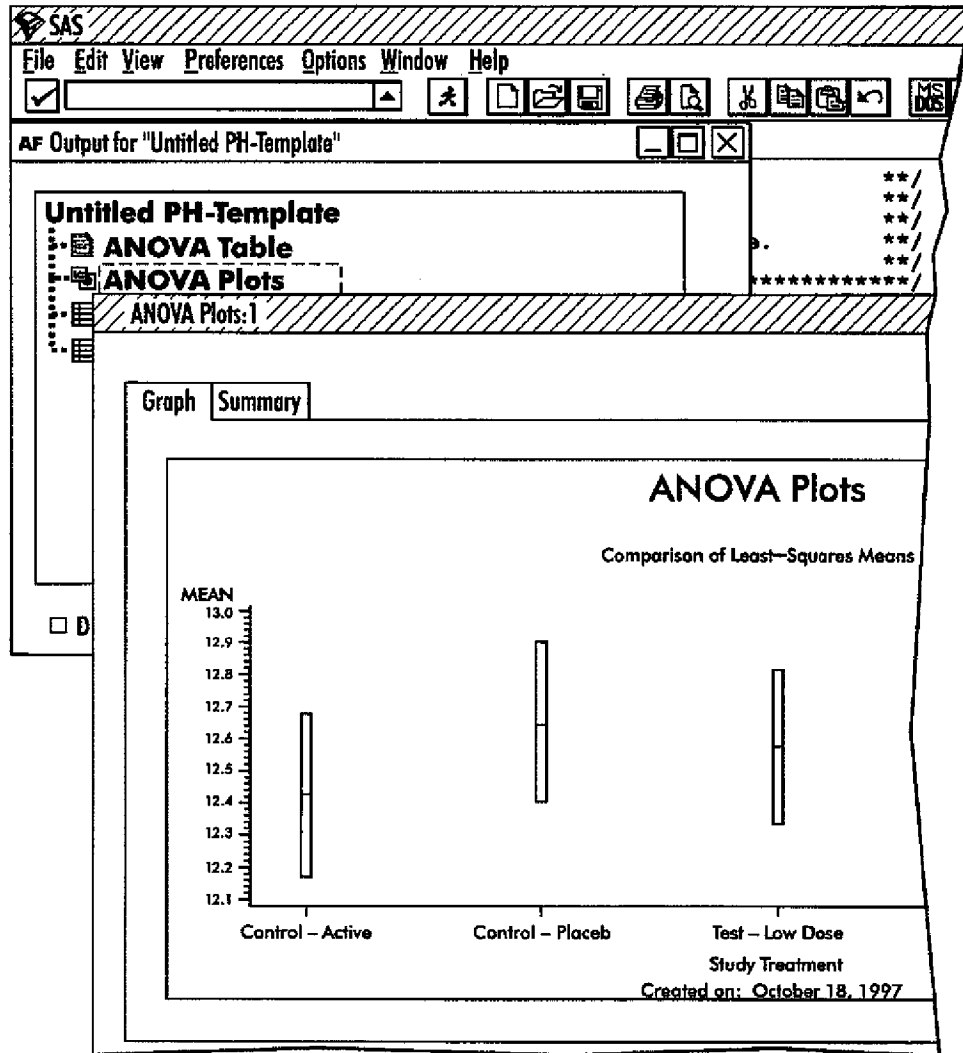 SAS
File Edit View Preferences Options Window Help
MS DOS
AF Output for "Untitled PH-Template"
**/
**/
**/
**/
**/
***********/
Untitled PH-Template
ANOVA Table
ANOVA Plots
ANOVA Plots:1
Graph Summary
ANOVA Plots
Comparison of Least-Squares Means
MEAN
13.0
12.9
12.8
12.7
12.6
12.5
12.4
12.3
12.2
12.1
Control – Active Control – Placeb Test – Low Dose
Study Treatment
Created on: October 18, 1997
D